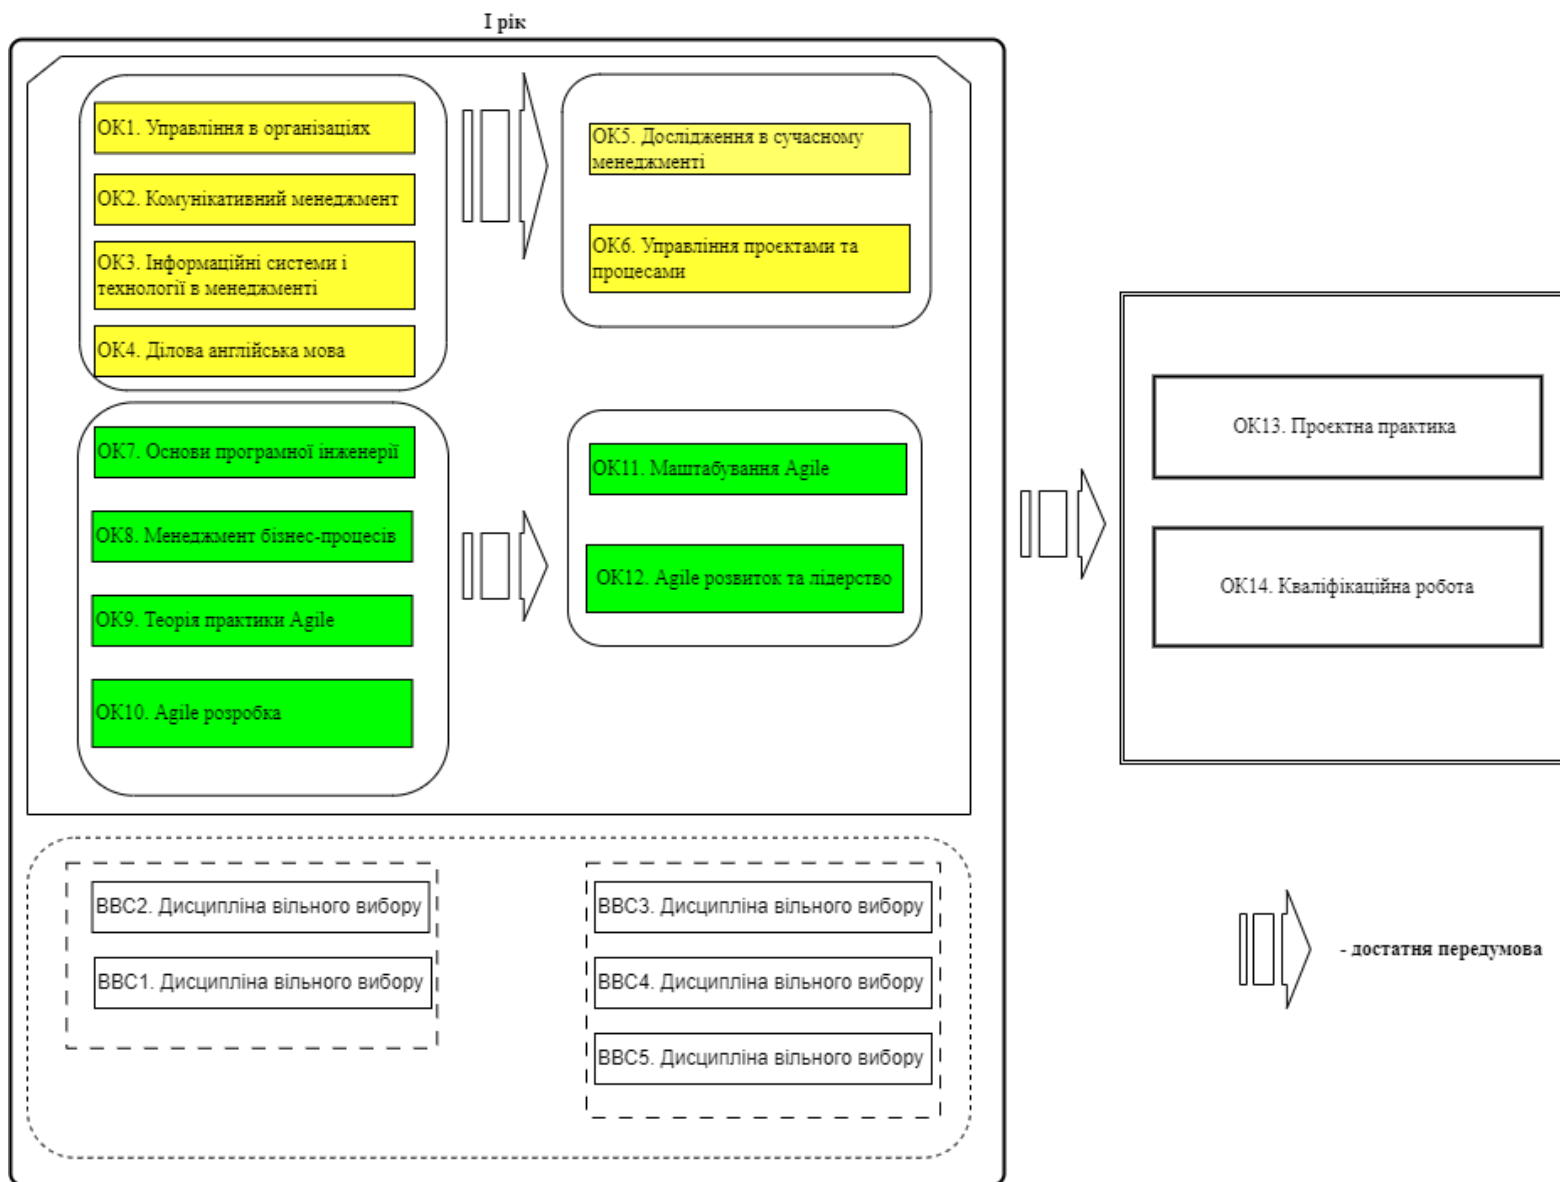 І рік
ОК1. Управління в організаціях
ОК2. Комунікативний менеджмент
ОК3. Інформаційні системи і
технології в менеджменті
ОК4. Ділова англійська мова
ОК5. Дослідження в сучасному
менеджменті
ОК6. Управління проєктами та
процесами
ОК7. Основи програмної інженерії
ОК8. Менеджмент бізнес-процесів
ОК9. Теорія практики Agile
ОК10. Agile розробка
ОК11. Маштабування Agile
ОК12. Agile розвиток та лідерство
ОК13. Проєктна практика
ОК14. Кваліфікаційна робота
ВВС2. Дисципліна вільного вибору
ВВС1. Дисципліна вільного вибору
ВВС3. Дисципліна вільного вибору
ВВС4. Дисципліна вільного вибору
ВВС5. Дисципліна вільного вибору
- достатня передумова